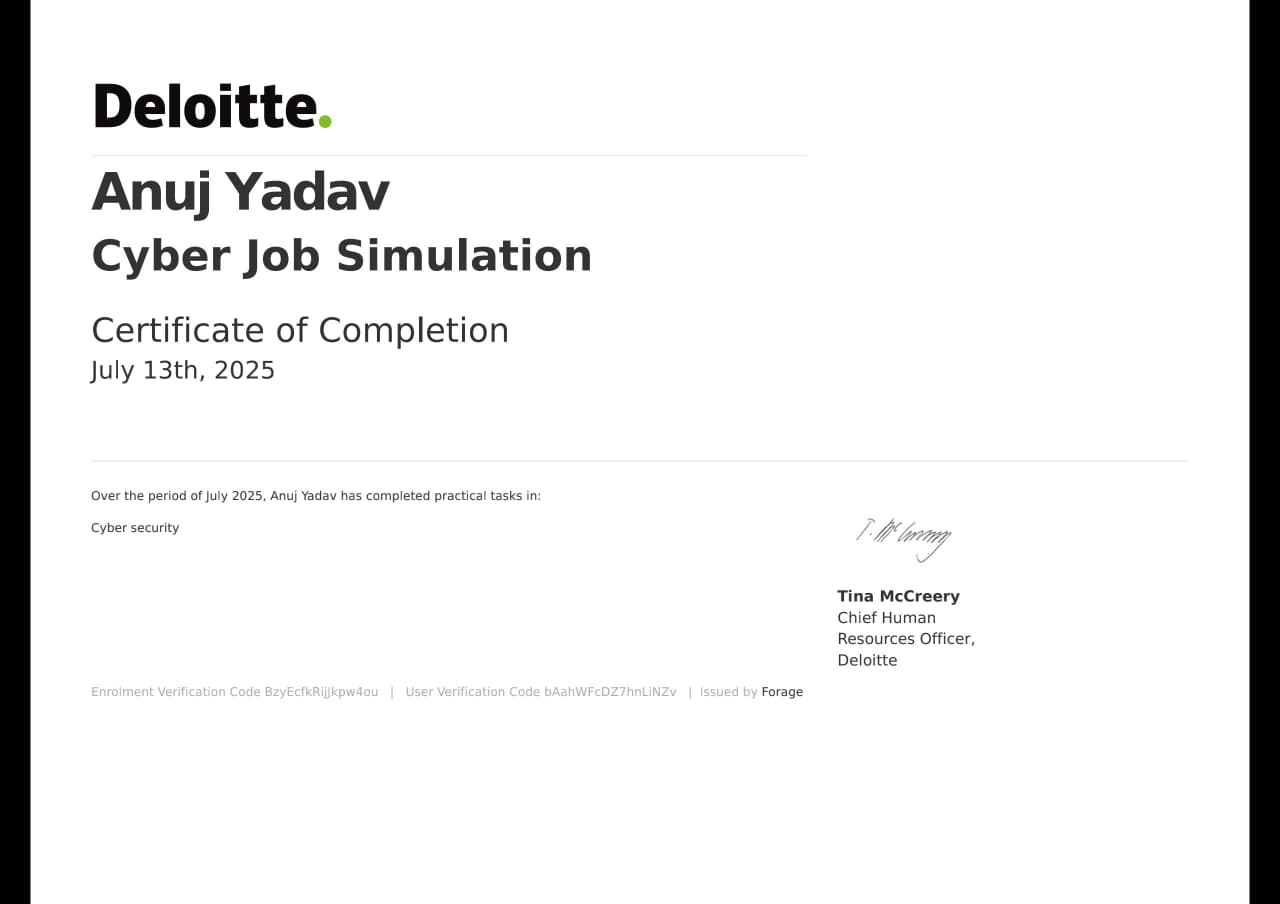 Deloitte.
Anuj Yadav
Cyber Job Simulation
Certificate of Completion
July 13th, 2025
Over the period of July 2025, Anuj Yadav has completed practical tasks in:
Cyber security
T. McCreery
Tina McCreery
Chief Human
Resources Officer,
Deloitte
Enrolment Verification Code BzyEcfkRijJkpw4ou | User Verification Code bAahWFcDZ7hnLiNZv | Issued by Forage